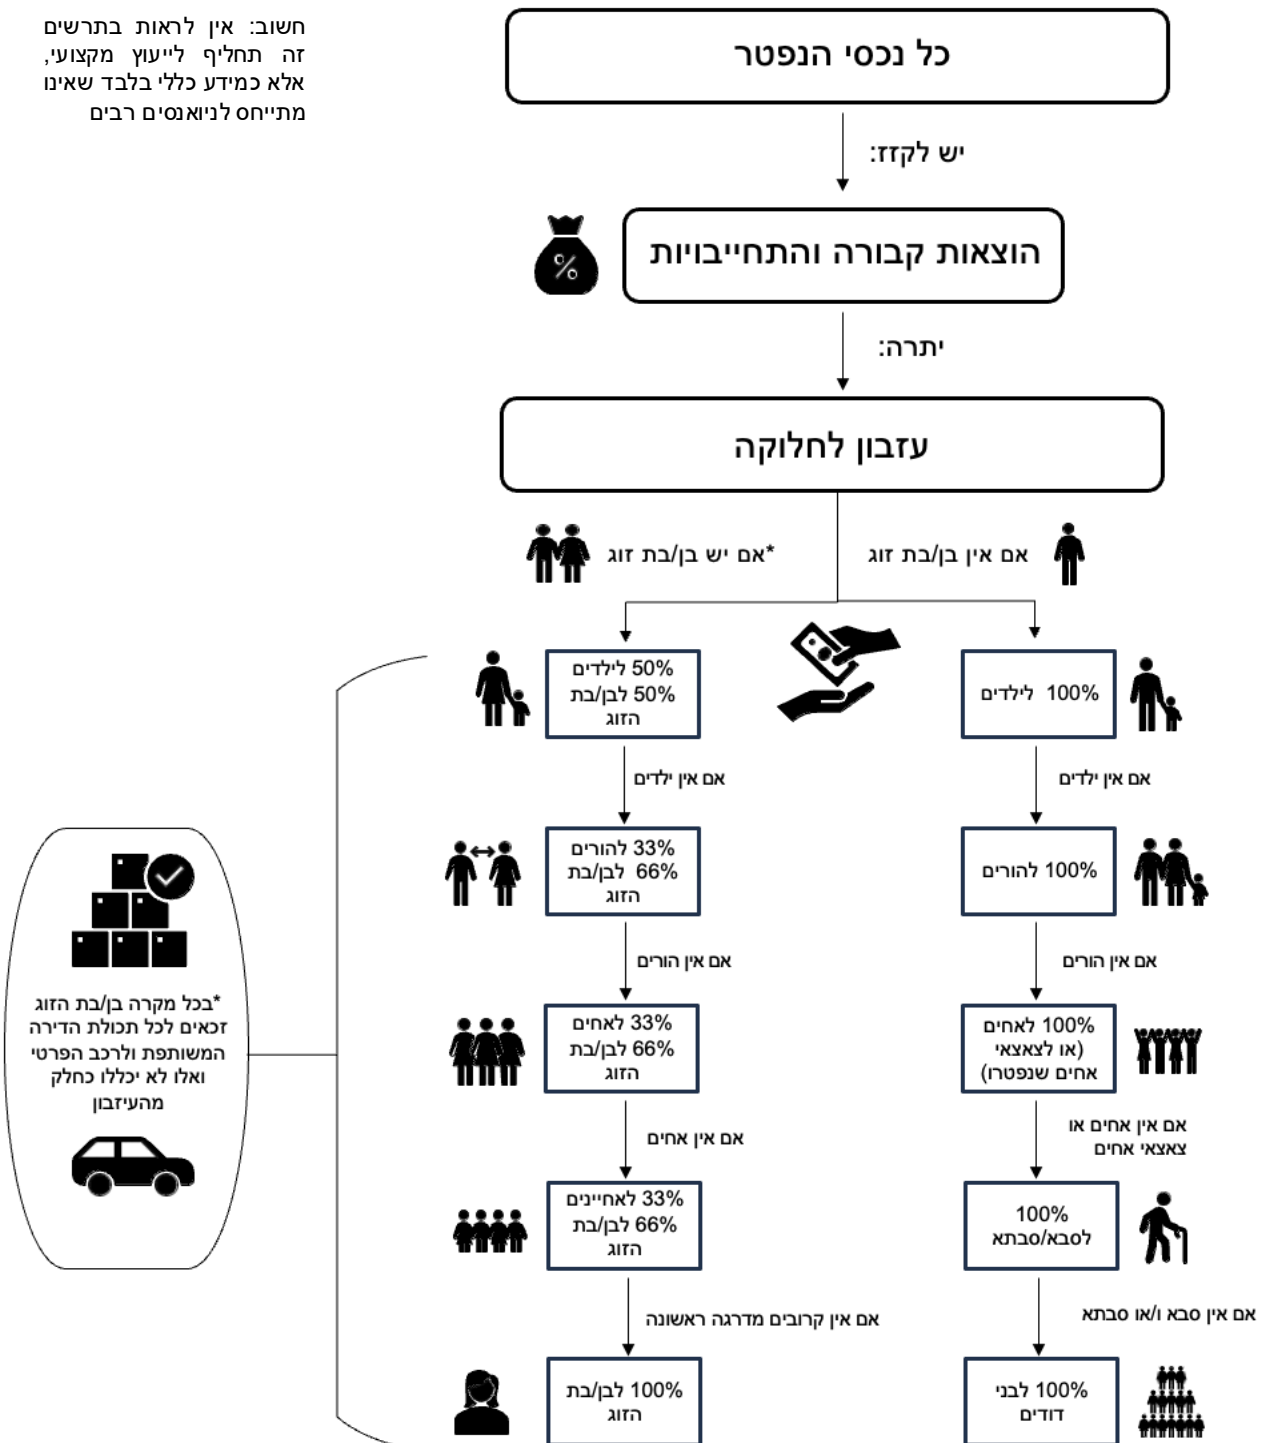 חשוב: אין לראות בתרשים
זה תחליף לייעוץ מקצועי,
אלא כמידע כללי בלבד שאינו
מתייחס לניואנסים רבים
כל נכסי הנפטר
יש לקזז:
הוצאות קבורה והתחייבויות
%
יתרה:
עזבון לחלוקה
אם אין בן/בת זוג
*אם יש בן/בת זוג
100% לילדים
50% לילדים
50% לבן/בת
הזוג
אם אין ילדים
אם אין ילדים
100% להורים
33% להורים
66% לבן/בת
הזוג
אם אין הורים
אם אין הורים
100% לאחים
(או לצאצאי
אחים שנפטרו)
33% לאחים
66% לבן/בת
הזוג
אם אין אחים או
צאצאי אחים
אם אין אחים
100%
לסבא/סבתא
33% לאחיינים
66% לבן/בת
הזוג
אם אין סבא ו/או סבתא
אם אין קרובים מדרגה ראשונה
100% לבני
דודים
100% לבן/בת
הזוג
*בכל מקרה בן/בת הזוג
זכאים לכל תכולת הדירה
המשותפת ולרכב הפרטי
ואלו לא יכללו כחלק
מהעיזבון